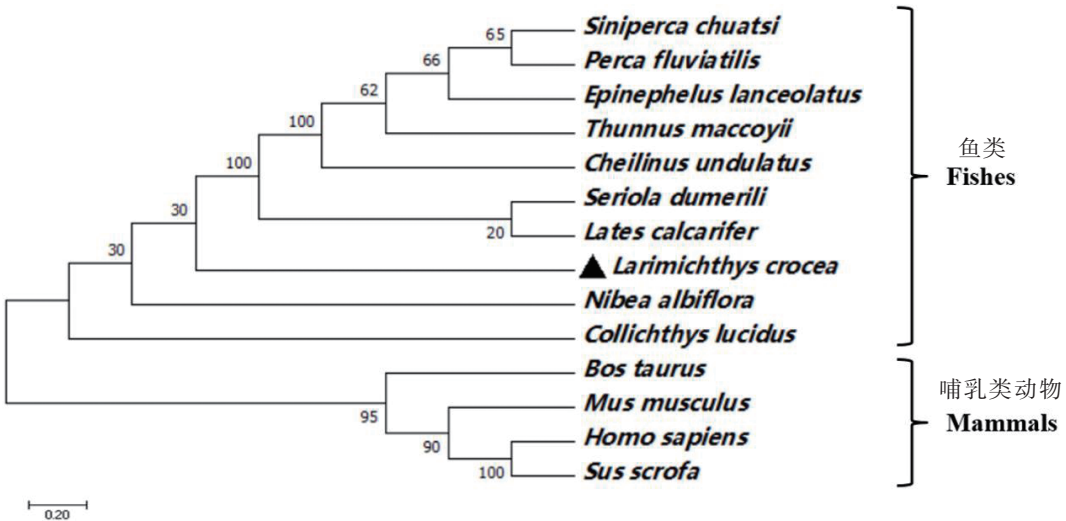 Siniperca chuatsi
65
Perca fluviatilis
66
Epinephelus lanceolatus
62
Thunnus maccoyii
100
Cheilinus undulatus
100
Seriola dumerili
30
Lates calcarifer
20
30
Larimichthys crocea
Nibea albiflora
Collichthys lucidus
鱼类
Fishes
Bos taurus
95
Mus musculus
90
Homo sapiens
100
Sus scrofa
哺乳类动物
Mammals
0.20